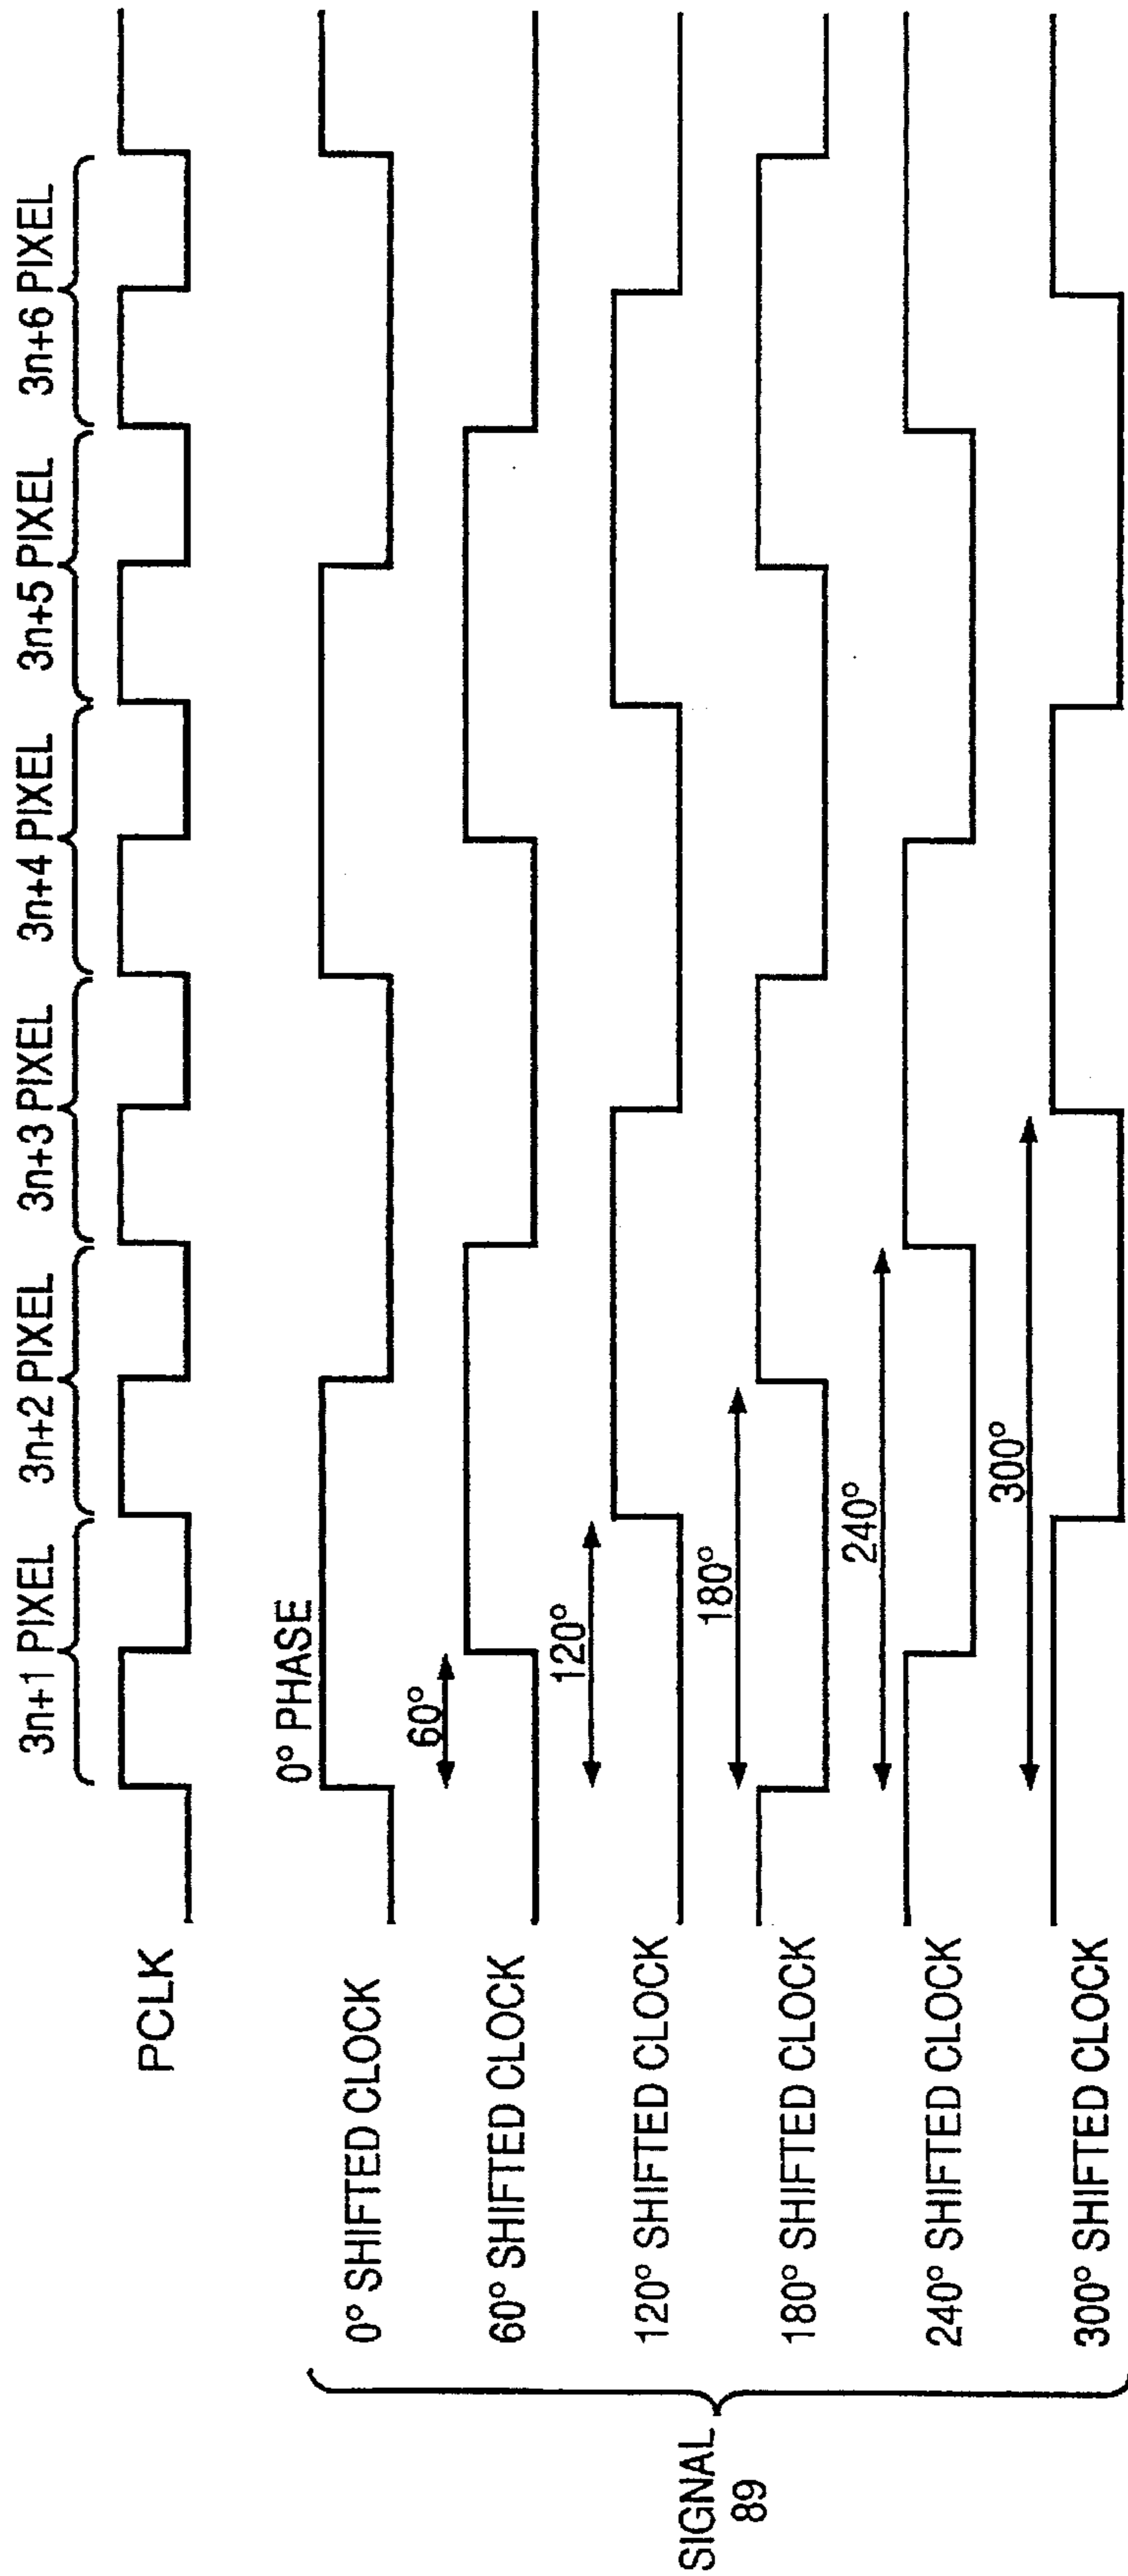 3n+1 PIXEL 3n+2 PIXEL 3n+3 PIXEL 3n+4 PIXEL 3n+5 PIXEL 3n+6 PIXEL
PCLK
0° PHASE
0° SHIFTED CLOCK
60°
60° SHIFTED CLOCK
120°
120° SHIFTED CLOCK
180°
180° SHIFTED CLOCK
240°
240° SHIFTED CLOCK
300°
300° SHIFTED CLOCK
SIGNAL
89